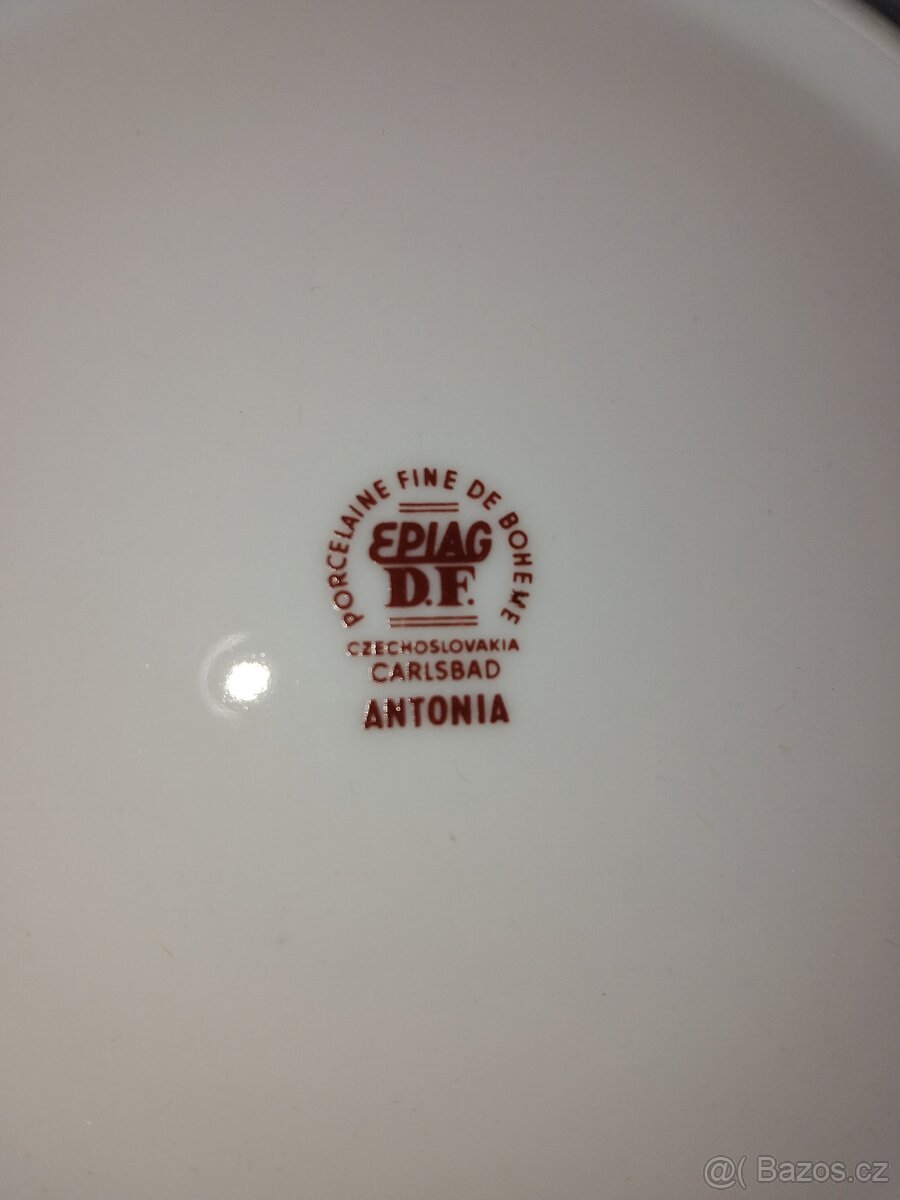 PORCELAINE FINE DE BOHEME
EPIAG
D.F.
CZECHOSLOVAKIA
CARLSBAD
ANTONIA
@( Bazos.cz